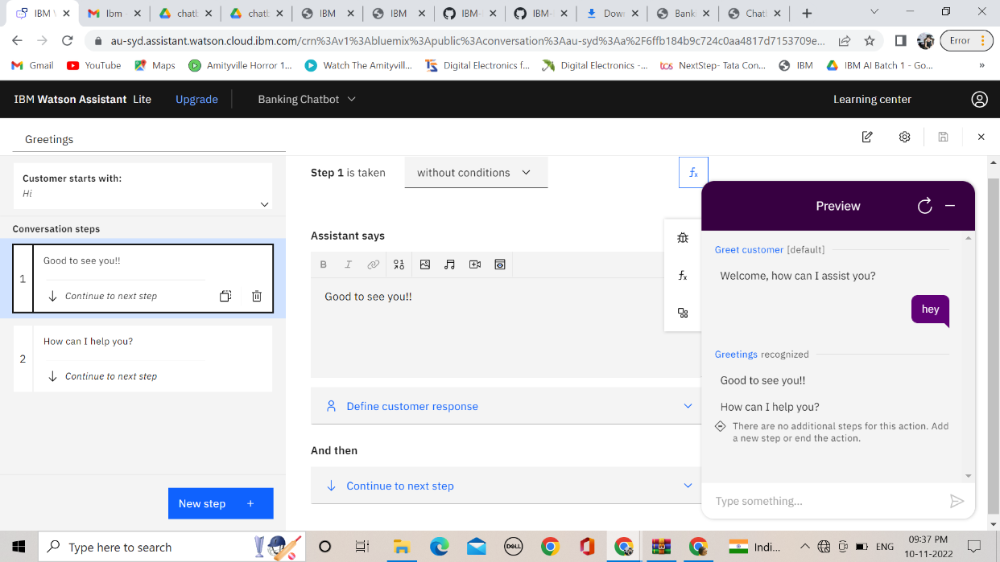 IBM W
Ibm
chatl
chatl
IBM
IBM
IBM-
IBM-
Dow
Bank
Chatl
au-syd.assistant.watson.cloud.ibm.com/crn%3Av1%3Abluemix%3Apublic%3Aconversation%3Aau-syd%3Aa%2F6ffb184b9c724c0aa4817d7153709e...
Error
Gmail
YouTube
Maps
Amityville Horror 1...
Watch The Amityvill...
Digital Electronics f...
Digital Electronics -...
tcs NextStep- Tata Con...
IBM
IBM AI Batch 1 - Go...
»
IBM Watson Assistant Lite
Upgrade
Banking Chatbot
Learning center
Greetings
Customer starts with:
Hi
Conversation steps
1
Good to see you!!
Continue to next step
2
How can I help you?
Continue to next step
New step +
Step 1 is taken
without conditions
fx
Assistant says
B I
Good to see you!!
fx
Define customer response
And then
Continue to next step
Preview
Greet customer [default]
Welcome, how can I assist you?
hey
Greetings recognized
Good to see you!!
How can I help you?
There are no additional steps for this action. Add
a new step or end the action.
Type something...
Type here to search
DELL
Indi...
ENG
09:37 PM
10-11-2022